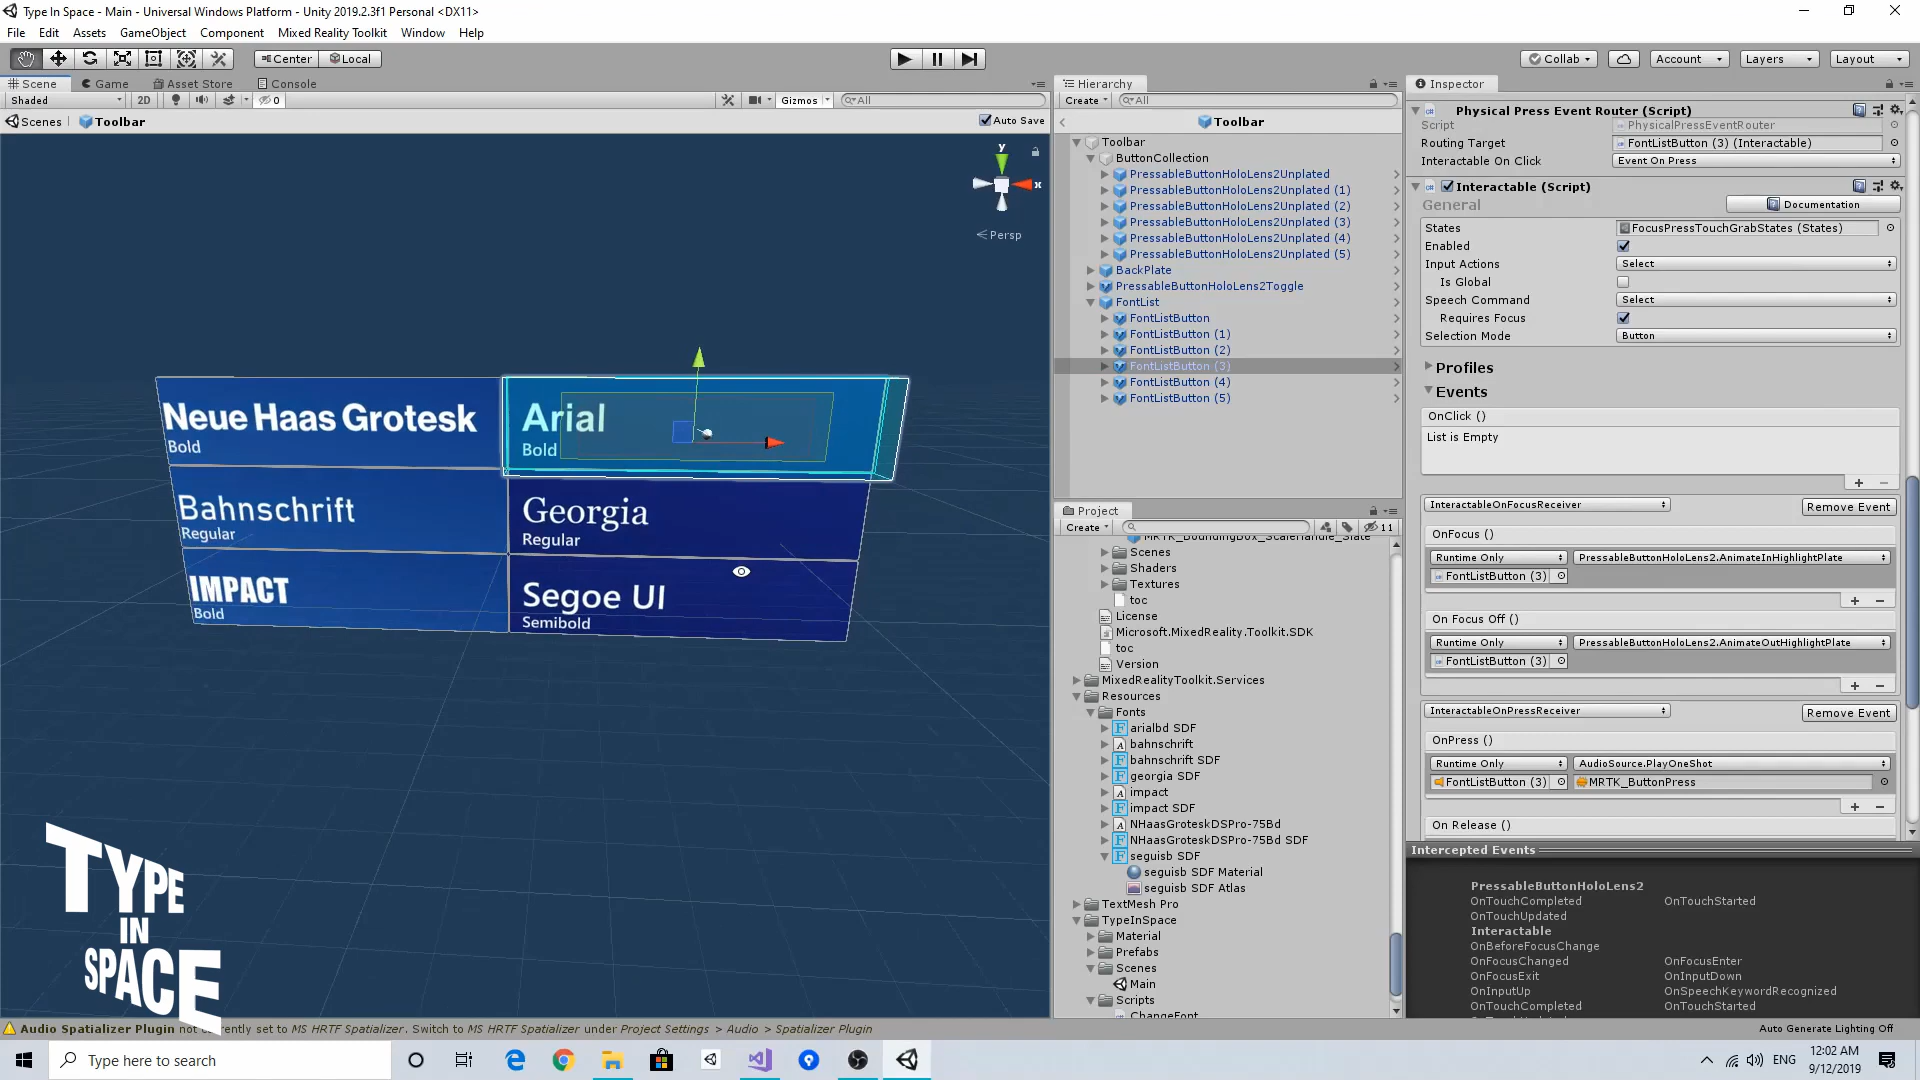 Type In Space - Main - Universal Windows Platform - Unity 2019.2.3f1 Personal <DX11>
File Edit Assets GameObject Component Mixed Reality Toolkit Window Help
Center Local
Collab Account Layers Layout
Scene Game Asset Store Console
Shaded 2D 0 Gizmos All
Scenes Toolbar Auto Save
y
x
Persp
Neue Haas Grotesk
Bold
Arial
Bold
Bahnschrift
Regular
Georgia
Regular
IMPACT
Bold
Segoe UI
Semibold
TYPE
IN
SPACE
Hierarchy
Create All
Toolbar
Toolbar
ButtonCollection
PressableButtonHoloLens2Unplated
PressableButtonHoloLens2Unplated (1)
PressableButtonHoloLens2Unplated (2)
PressableButtonHoloLens2Unplated (3)
PressableButtonHoloLens2Unplated (4)
PressableButtonHoloLens2Unplated (5)
BackPlate
PressableButtonHoloLens2Toggle
FontList
FontListButton
FontListButton (1)
FontListButton (2)
FontListButton (3)
FontListButton (4)
FontListButton (5)
Project
Create 11
MRTK_BoundingBox_ScaleHandle_Slate
Scenes
Shaders
Textures
toc
License
Microsoft.MixedReality.Toolkit.SDK
toc
Version
MixedRealityToolkit.Services
Resources
Fonts
arialbd SDF
bahnschrift
bahnschrift SDF
georgia SDF
impact
impact SDF
NHaasGroteskDSPro-75Bd
NHaasGroteskDSPro-75Bd SDF
seguisb SDF
seguisb SDF Material
seguisb SDF Atlas
TextMesh Pro
TypeInSpace
Material
Prefabs
Scenes
Main
Scripts
ChangeFont
Inspector
Physical Press Event Router (Script)
Script PhysicalPressEventRouter
Routing Target FontListButton (3) (Interactable)
Interactable On Click Event On Press
Interactable (Script)
General Documentation
States FocusPressTouchGrabStates (States)
Enabled
Input Actions Select
Is Global
Speech Command Select
Requires Focus
Selection Mode Button
Profiles
Events
OnClick ()
List is Empty
InteractableOnFocusReceiver Remove Event
OnFocus ()
Runtime Only PressableButtonHoloLens2.AnimateInHighlightPlate
FontListButton (3)
On Focus Off ()
Runtime Only PressableButtonHoloLens2.AnimateOutHighlightPlate
FontListButton (3)
InteractableOnPressReceiver Remove Event
OnPress ()
Runtime Only AudioSource.PlayOneShot
FontListButton (3) MRTK_ButtonPress
On Release ()
Intercepted Events
PressableButtonHoloLens2
OnTouchCompleted OnTouchStarted
OnTouchUpdated
Interactable
OnBeforeFocusChange
OnFocusChanged OnFocusEnter
OnFocusExit OnInputDown
OnInputUp OnSpeechKeywordRecognized
OnTouchCompleted OnTouchStarted
Audio Spatializer Plugin not currently set to MS HRTF Spatializer. Switch to MS HRTF Spatializer under Project Settings > Audio > Spatializer Plugin
Auto Generate Lighting Off
Type here to search
ENG
12:02 AM
9/12/2019